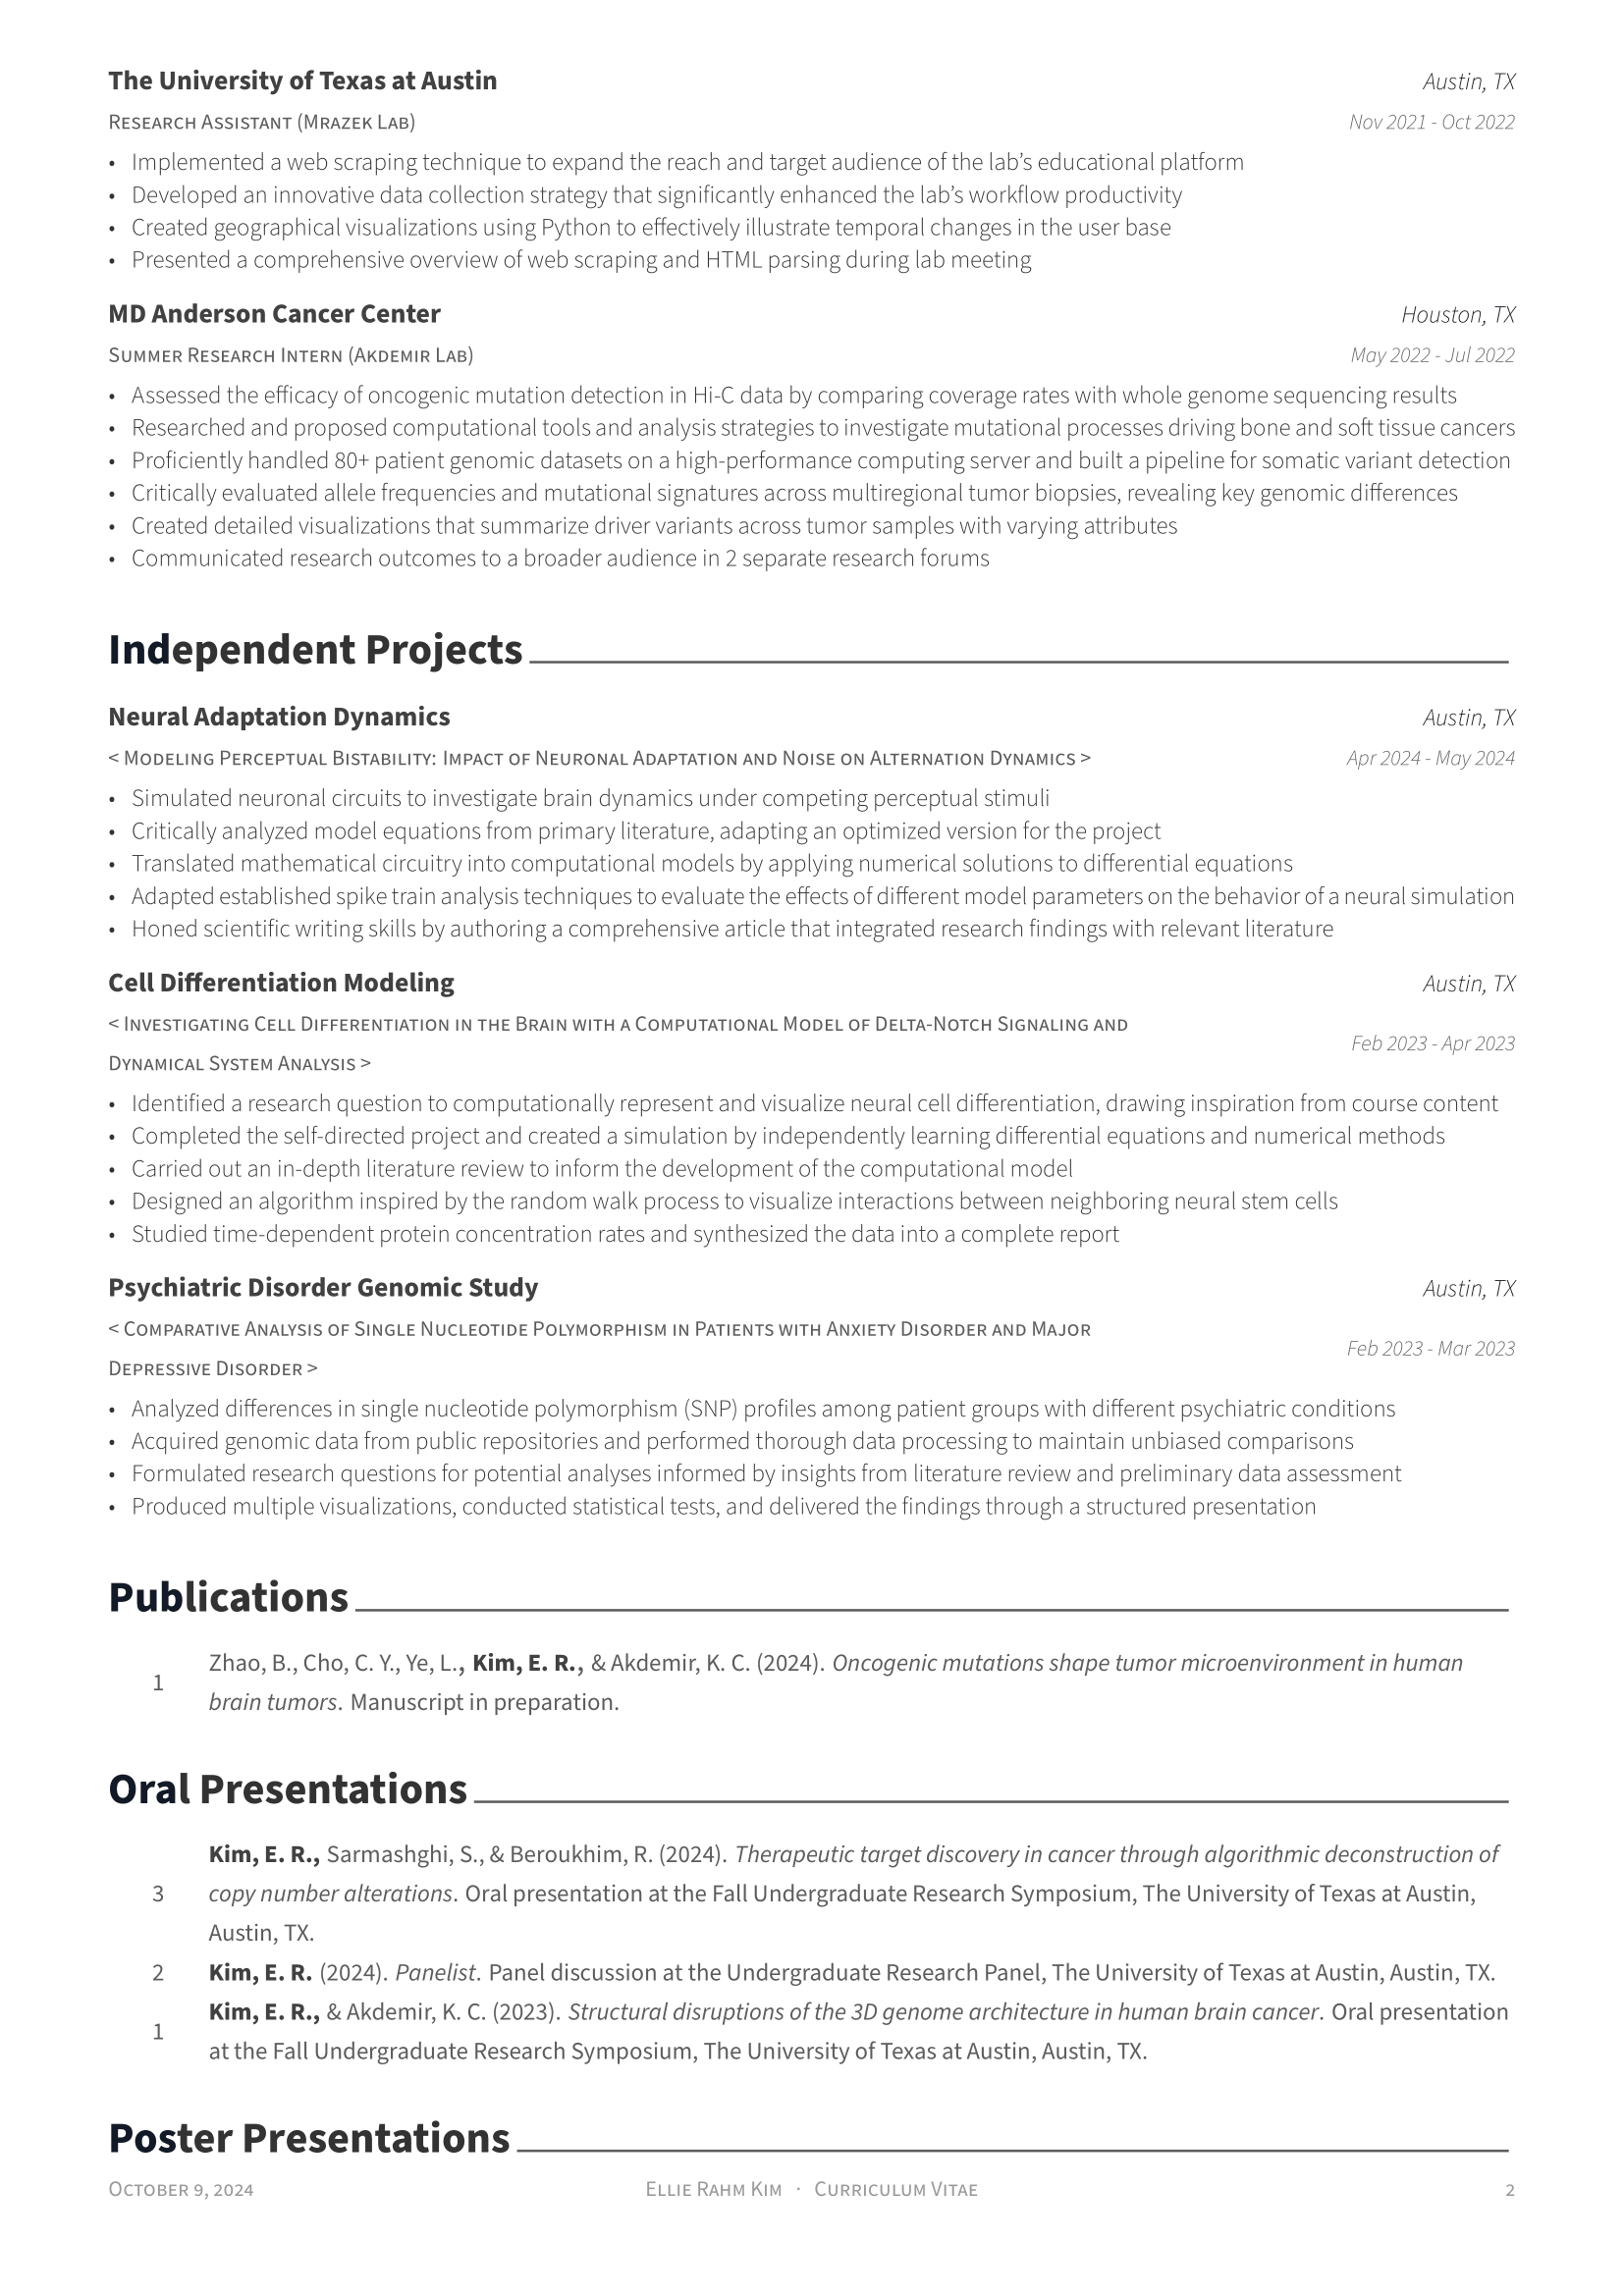 The University of Texas at Austin
Austin, TX
Research Assistant (Mrazek Lab)
Nov 2021 - Oct 2022
• Implemented a web scraping technique to expand the reach and target audience of the lab’s educational platform
• Developed an innovative data collection strategy that significantly enhanced the lab’s workflow productivity
• Created geographical visualizations using Python to effectively illustrate temporal changes in the user base
• Presented a comprehensive overview of web scraping and HTML parsing during lab meeting
MD Anderson Cancer Center
Houston, TX
Summer Research Intern (Akdemir Lab)
May 2022 - Jul 2022
• Assessed the efficacy of oncogenic mutation detection in Hi-C data by comparing coverage rates with whole genome sequencing results
• Researched and proposed computational tools and analysis strategies to investigate mutational processes driving bone and soft tissue cancers
• Proficiently handled 80+ patient genomic datasets on a high-performance computing server and built a pipeline for somatic variant detection
• Critically evaluated allele frequencies and mutational signatures across multiregional tumor biopsies, revealing key genomic differences
• Created detailed visualizations that summarize driver variants across tumor samples with varying attributes
• Communicated research outcomes to a broader audience in 2 separate research forums
Independent Projects
Neural Adaptation Dynamics
Austin, TX
< Modeling Perceptual Bistability: Impact of Neuronal Adaptation and Noise on Alternation Dynamics >
Apr 2024 - May 2024
• Simulated neuronal circuits to investigate brain dynamics under competing perceptual stimuli
• Critically analyzed model equations from primary literature, adapting an optimized version for the project
• Translated mathematical circuitry into computational models by applying numerical solutions to differential equations
• Adapted established spike train analysis techniques to evaluate the effects of different model parameters on the behavior of a neural simulation
• Honed scientific writing skills by authoring a comprehensive article that integrated research findings with relevant literature
Cell Differentiation Modeling
Austin, TX
< Investigating Cell Differentiation in the Brain with a Computational Model of Delta-Notch Signaling and
Dynamical System Analysis >
Feb 2023 - Apr 2023
• Identified a research question to computationally represent and visualize neural cell differentiation, drawing inspiration from course content
• Completed the self-directed project and created a simulation by independently learning differential equations and numerical methods
• Carried out an in-depth literature review to inform the development of the computational model
• Designed an algorithm inspired by the random walk process to visualize interactions between neighboring neural stem cells
• Studied time-dependent protein concentration rates and synthesized the data into a complete report
Psychiatric Disorder Genomic Study
Austin, TX
< Comparative Analysis of Single Nucleotide Polymorphism in Patients with Anxiety Disorder and Major
Depressive Disorder >
Feb 2023 - Mar 2023
• Analyzed differences in single nucleotide polymorphism (SNP) profiles among patient groups with different psychiatric conditions
• Acquired genomic data from public repositories and performed thorough data processing to maintain unbiased comparisons
• Formulated research questions for potential analyses informed by insights from literature review and preliminary data assessment
• Produced multiple visualizations, conducted statistical tests, and delivered the findings through a structured presentation
Publications
1
Zhao, B., Cho, C. Y., Ye, L., Kim, E. R., & Akdemir, K. C. (2024). Oncogenic mutations shape tumor microenvironment in human
brain tumors. Manuscript in preparation.
Oral Presentations
3
Kim, E. R., Sarmashghi, S., & Beroukhim, R. (2024). Therapeutic target discovery in cancer through algorithmic deconstruction of
copy number alterations. Oral presentation at the Fall Undergraduate Research Symposium, The University of Texas at Austin,
Austin, TX.
2
Kim, E. R. (2024). Panelist. Panel discussion at the Undergraduate Research Panel, The University of Texas at Austin, Austin, TX.
1
Kim, E. R., & Akdemir, K. C. (2023). Structural disruptions of the 3D genome architecture in human brain cancer. Oral presentation
at the Fall Undergraduate Research Symposium, The University of Texas at Austin, Austin, TX.
Poster Presentations
October 9, 2024
Ellie Rahm Kim · Curriculum Vitae
2